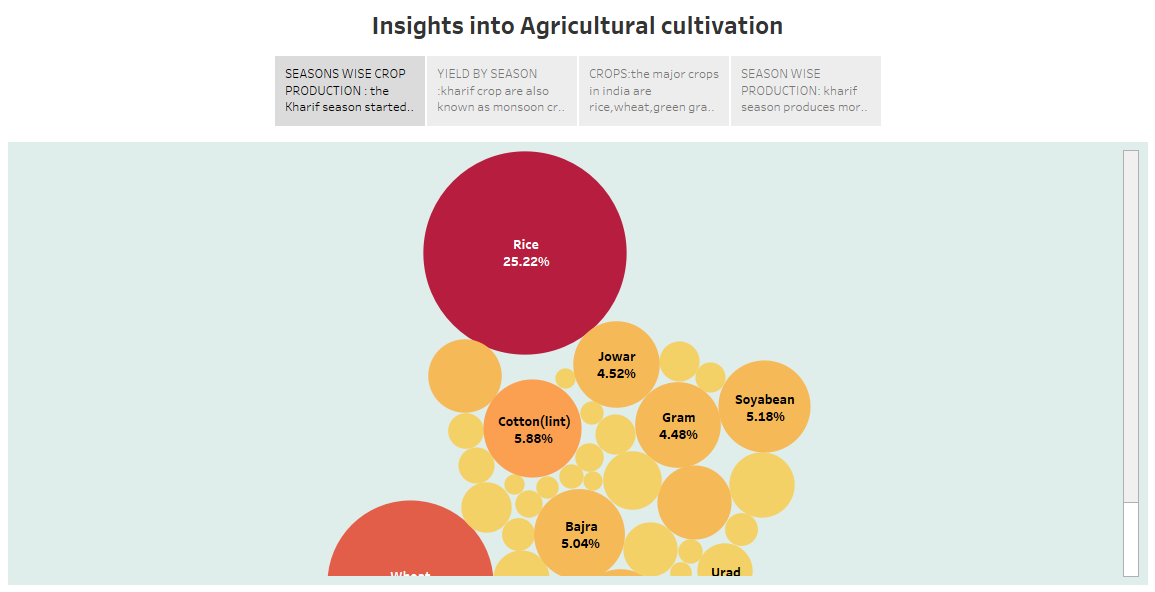 Insights into Agricultural cultivation
SEASONS WISE CROP
PRODUCTION : the
Kharif season started..
YIELD BY SEASON
:kharif crop are also
known as monsoon cr..
CROPS:the major crops
in india are
rice,wheat,green gra..
SEASON WISE
PRODUCTION: kharif
season produces mor..
Rice
25.22%
Jowar
4.52%
Soyabean
5.18%
Gram
4.48%
Cotton(lint)
5.88%
Bajra
5.04%
Wheat
Urad